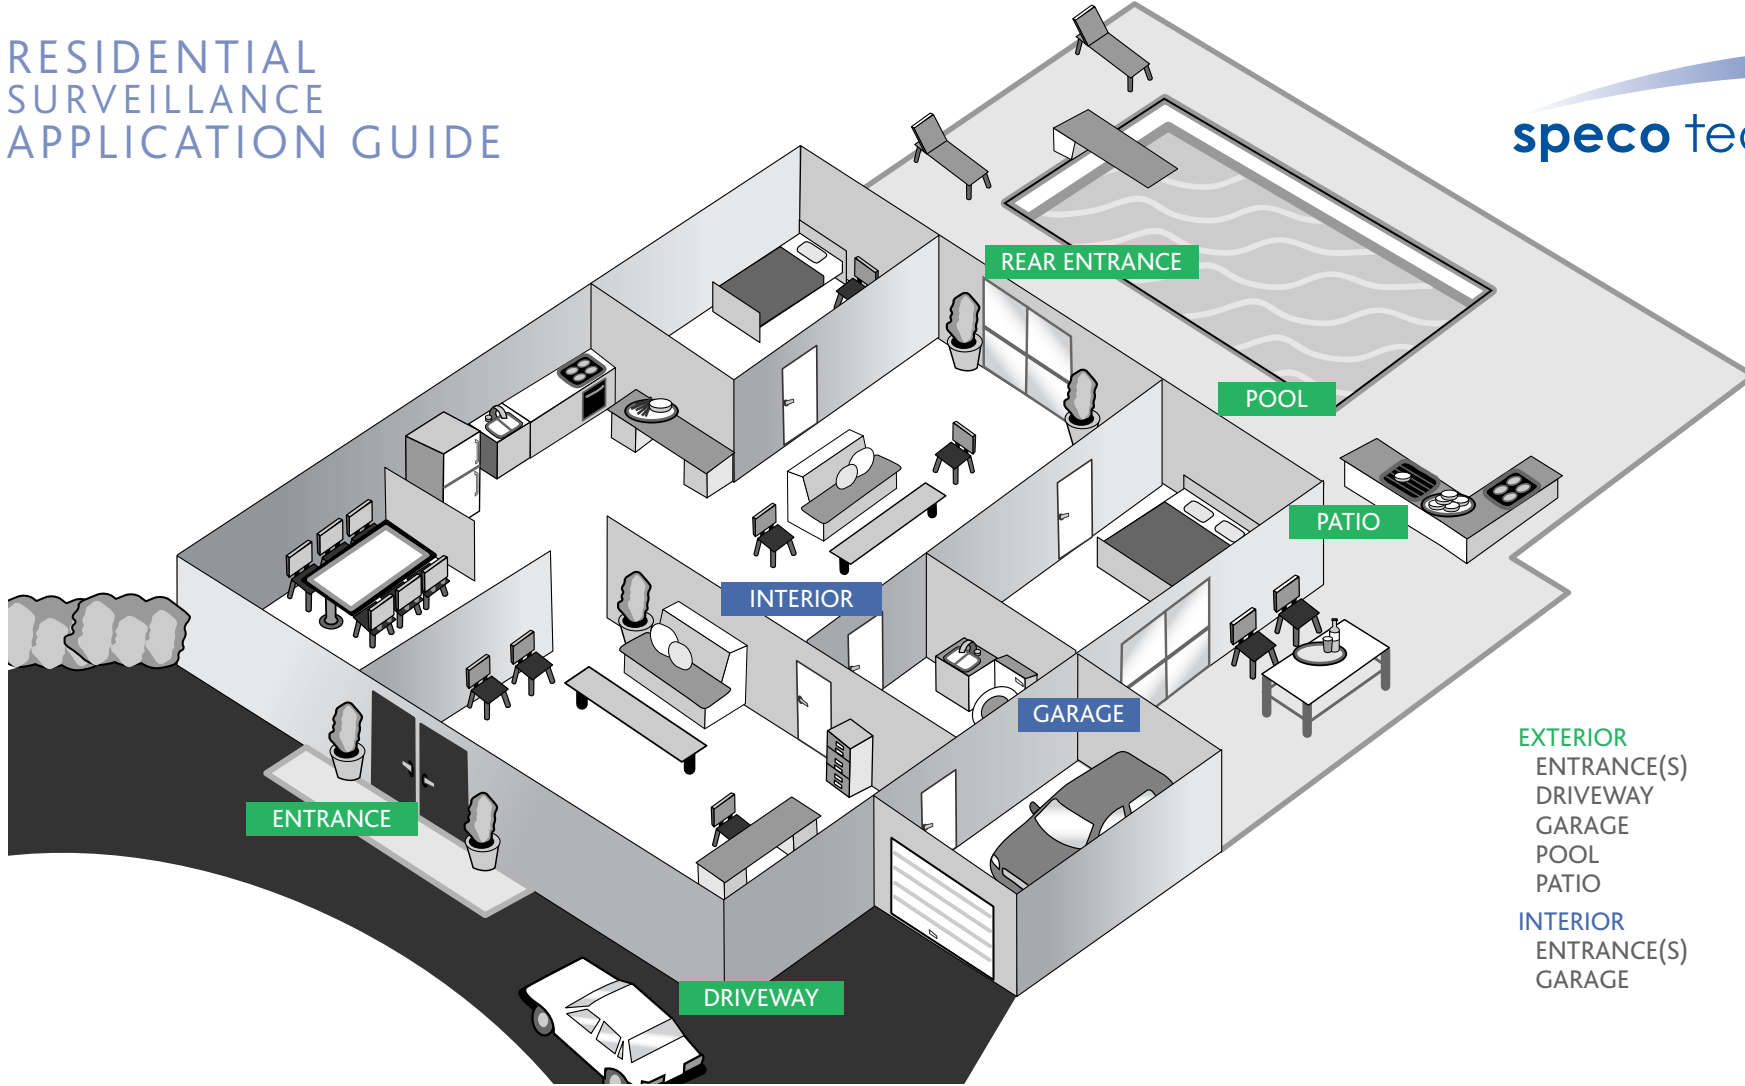 RESIDENTIAL
SURVEILLANCE
APPLICATION GUIDE
speco
REAR ENTRANCE
POOL
PATIO
INTERIOR
GARAGE
ENTRANCE
DRIVEWAY
EXTERIOR
ENTRANCE(S)
DRIVEWAY
GARAGE
POOL
PATIO
INTERIOR
ENTRANCE(S)
GARAGE